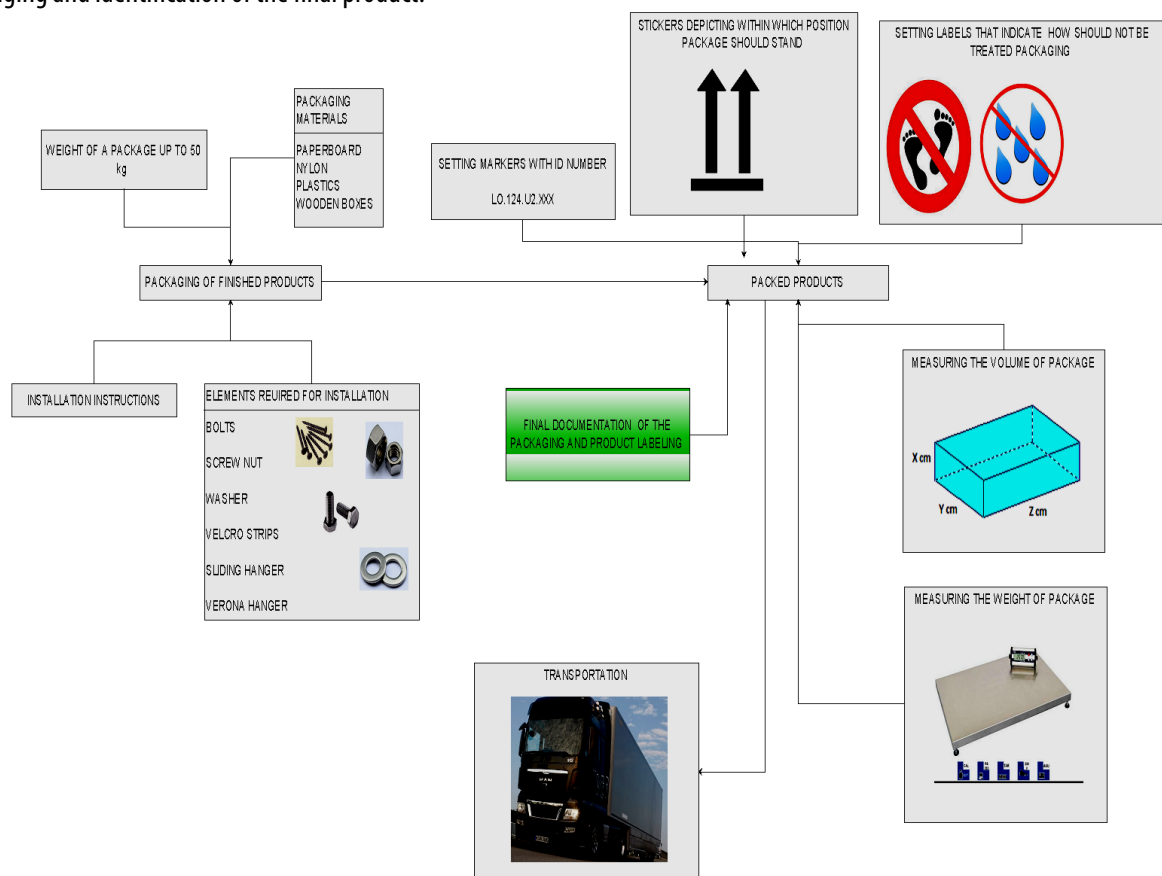 aging and identification of the final product.
STICKERS DEPICTING WITHIN WHICH POSITION
PACKAGE SHOULD STAND
SETTING LABELS THAT INDICATE HOW SHOULD NOT BE
TREATED PACKAGING
PACKAGING
MATERIALS
PAPERBOARD
NYLON
PLASTICS
WOODEN BOXES
WEIGHT OF A PACKAGE UP TO 50
kg
SETTING MARKERS WITH ID NUMBER
LO.124.U2.XXX
PACKAGING OF FINISHED PRODUCTS
PACKED PRODUCTS
INSTALLATION INSTRUCTIONS
ELEMENTS REUIRED FOR INSTALLATION
BOLTS
SCREW NUT
WASHER
VELCRO STRIPS
SLIDING HANGER
VERONA HANGER
FINAL DOCUMENTATION OF THE
PACKAGING AND PRODUCT LABELING
MEASURING THE VOLUME OF PACKAGE
X cm
Y cm
Z cm
MEASURING THE WEIGHT OF PACKAGE
TRANSPORTATION